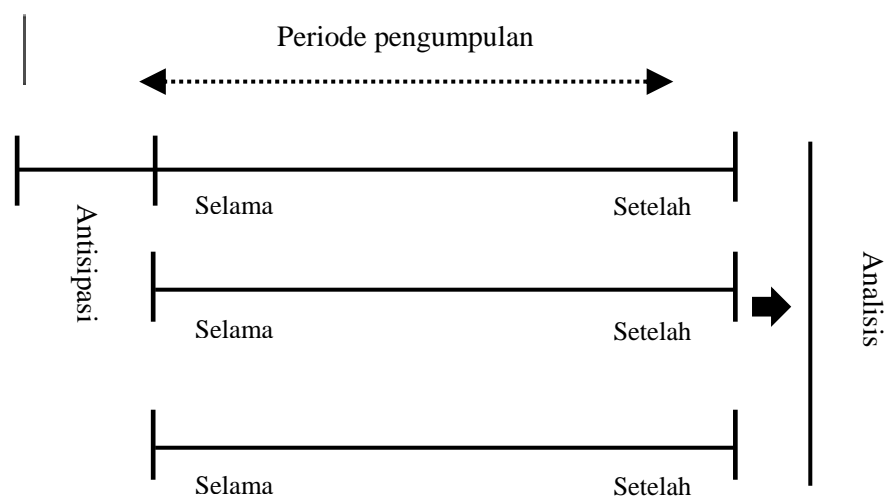 Periode pengumpulan
Selama
Setelah
Antisipasi
Selama
Setelah
Analisis
Selama
Setelah